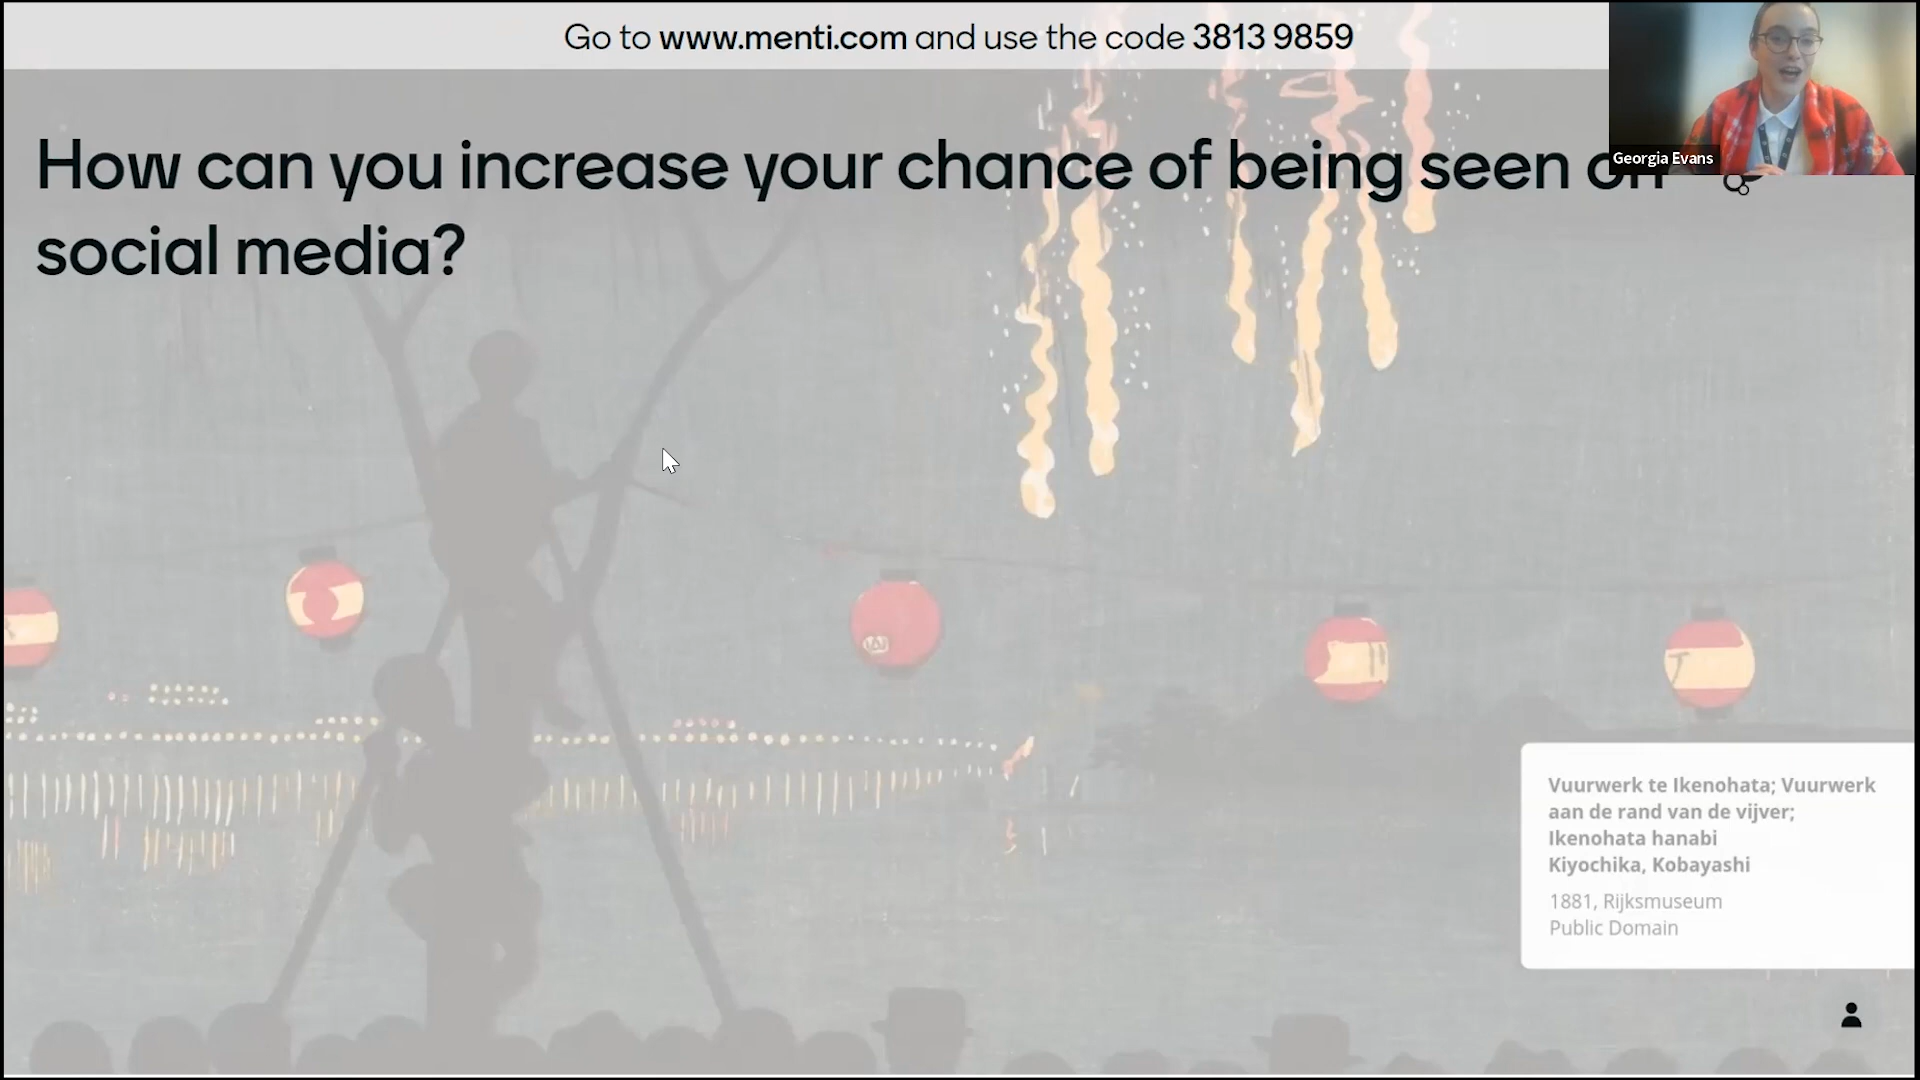 Go to www.menti.com and use the code 3813 9859
How can you increase your chance of being seen on
social media?
Georgia Evans
Vuurwerk te Ikenohata; Vuurwerk
aan de rand van de vijver;
Ikenohata hanabi
Kiyochika, Kobayashi
1881, Rijksmuseum
Public Domain